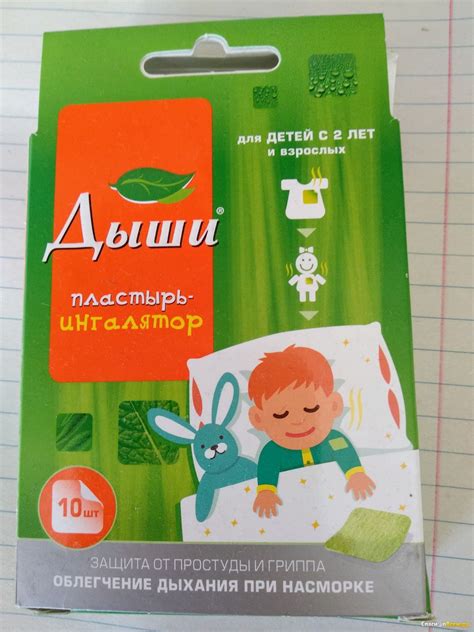 для ДЕТЕЙ С 2 ЛЕТ
и взрослых
Дыши®
пластырь-
ингалятор
10 шт
ЗАЩИТА ОТ ПРОСТУДЫ И ГРИППА
ОБЛЕГЧЕНИЕ ДЫХАНИЯ ПРИ НАСМОРКЕ